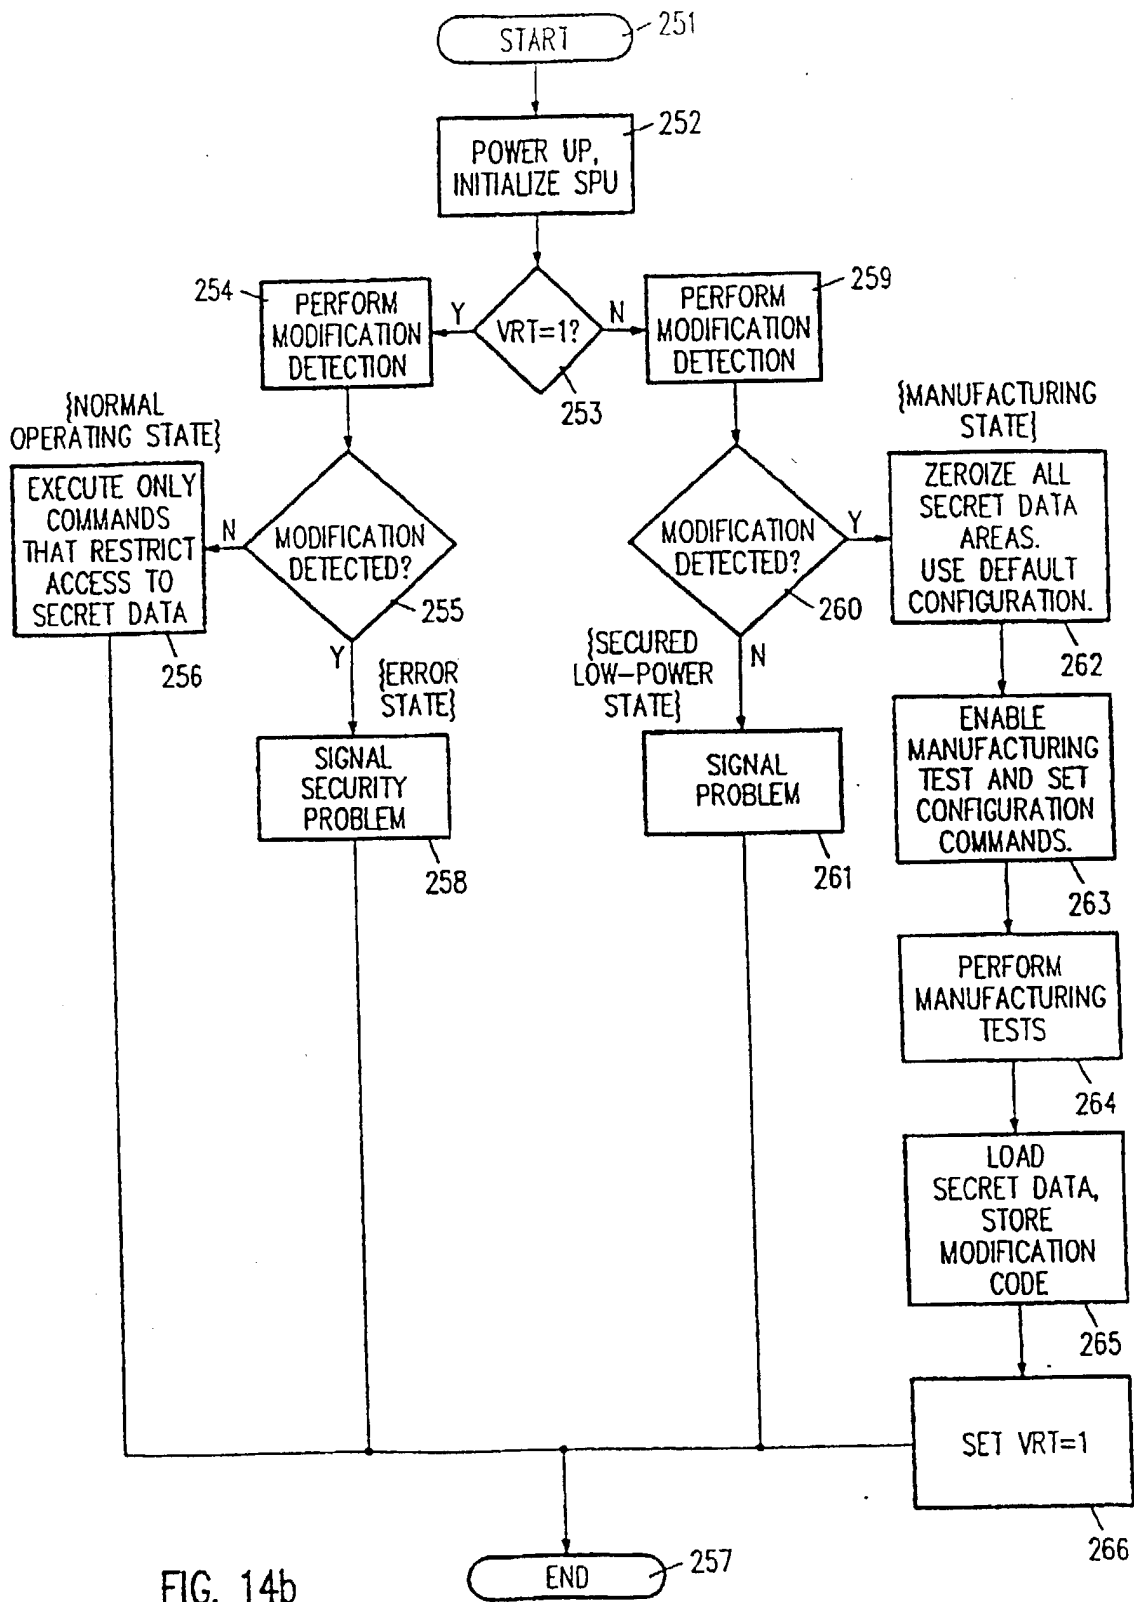 START
251
252
POWER UP,
INITIALIZE SPU
254
PERFORM
MODIFICATION
DETECTION
Y
VRT=1?
N
253
259
PERFORM
MODIFICATION
DETECTION
{NORMAL
OPERATING STATE}
EXECUTE ONLY
COMMANDS
THAT RESTRICT
ACCESS TO
SECRET DATA
256
N
MODIFICATION
DETECTED?
255
Y
{ERROR
STATE}
SIGNAL
SECURITY
PROBLEM
258
MODIFICATION
DETECTED?
260
Y
N
{SECURED
LOW-POWER
STATE}
SIGNAL
PROBLEM
261
{MANUFACTURING
STATE}
ZEROIZE ALL
SECRET DATA
AREAS.
USE DEFAULT
CONFIGURATION.
262
ENABLE
MANUFACTURING
TEST AND SET
CONFIGURATION
COMMANDS.
263
PERFORM
MANUFACTURING
TESTS
264
LOAD
SECRET DATA,
STORE
MODIFICATION
CODE
265
SET VRT=1
266
END
257
FIG. 14b